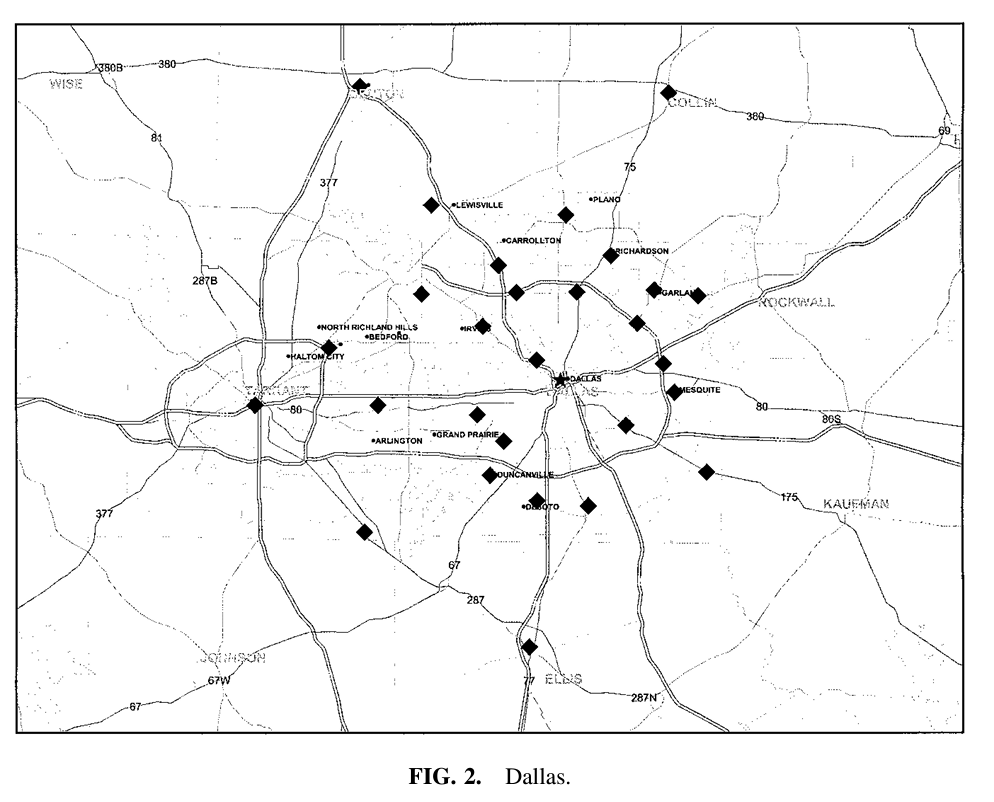 380B
380
WISE
DENTON
COLLIN
380
69
81
75
377
PLANO
LEWISVILLE
CARROLLTON
RICHARDSON
287B
GARLAND
ROCKWALL
NORTH RICHLAND HILLS
BEDFORD
HALTOM CITY
DALLAS
TARRANT
MESQUITE
80
80
80S
GRAND PRAIRIE
ARLINGTON
DUNCANVILLE
175
KAUFMAN
DESOTO
377
67
287
JOHNSON
67W
77
ELLIS
287N
67
FIG. 2. Dallas.